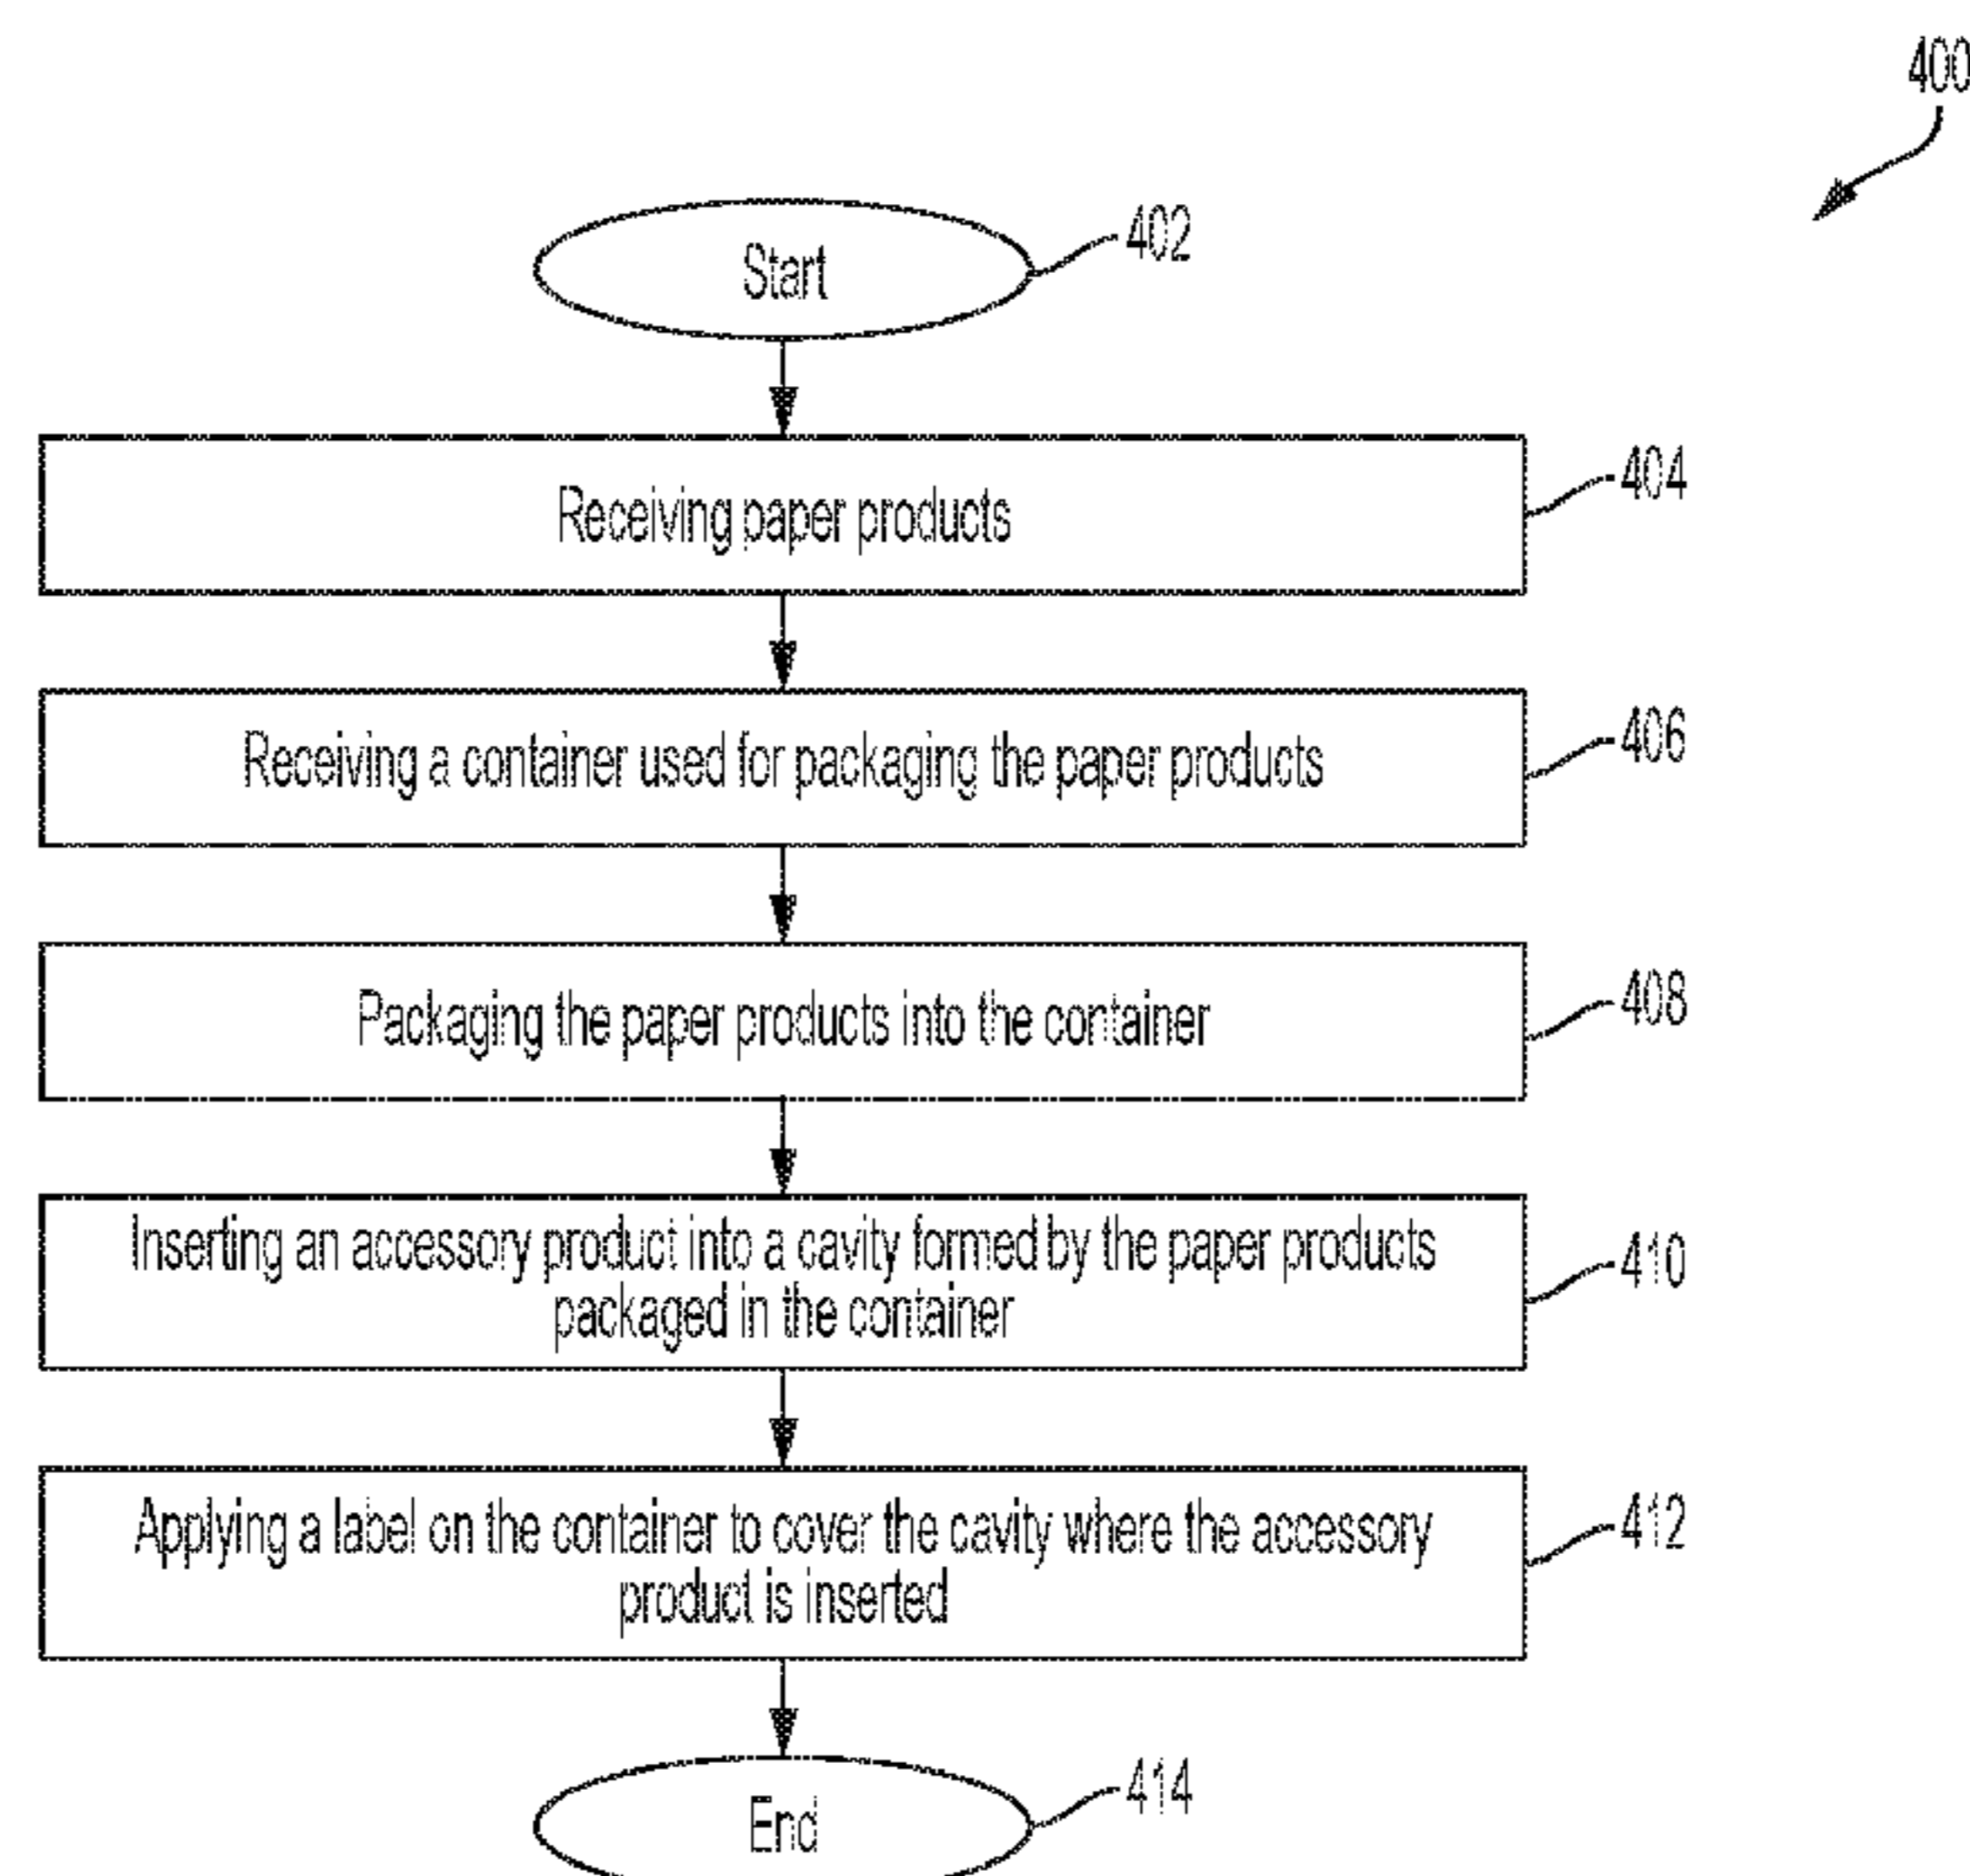 400
Start
402
Receiving paper products
404
Receiving a container used for packaging the paper products
406
Packaging the paper products into the container
408
Inserting an accessory product into a cavity formed by the paper products
packaged in the container
410
Applying a label on the container to cover the cavity where the accessory
product is inserted
412
End
414